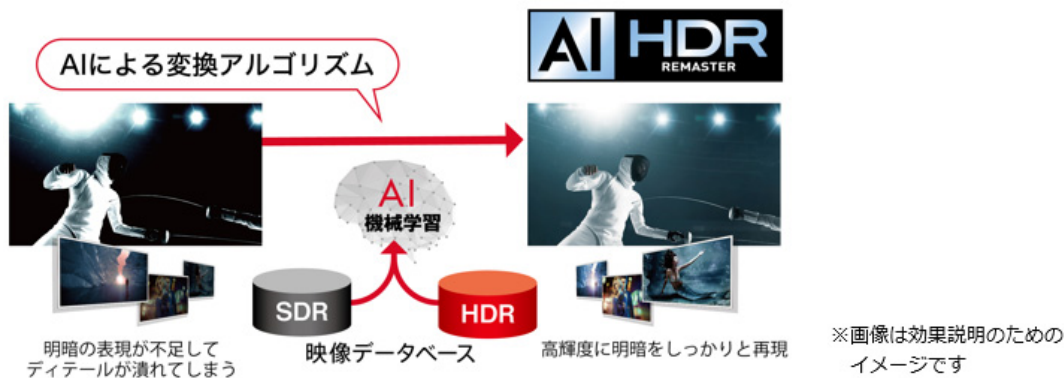 AIによる変換アルゴリズム
AI HDR
REMASTER
AI
機械学習
SDR
HDR
映像データベース
明暗の表現が不足して
ディテールが潰れてしまう
高輝度に明暗をしっかりと再現
※画像は効果説明のための
イメージです